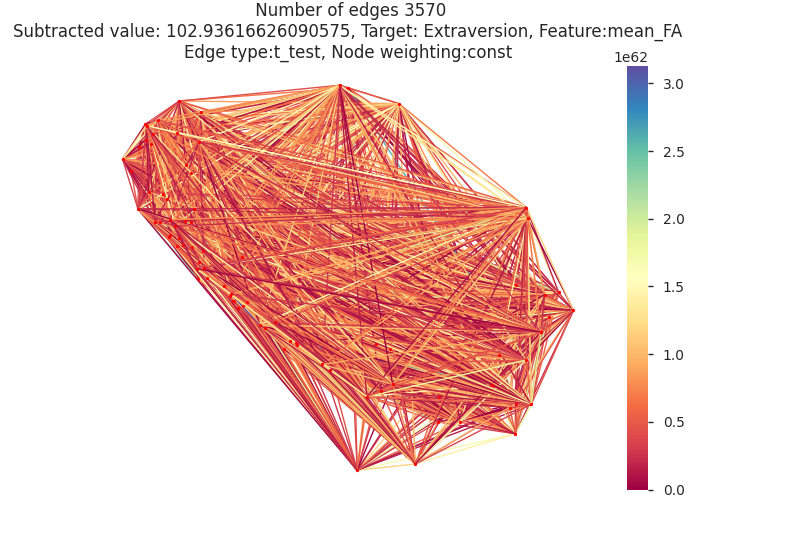 Number of edges 3570
Subtracted value: 102.93616626090575, Target: Extraversion, Feature:mean_FA
Edge type:t_test, Node weighting:const
1e62
3.0
2.5
2.0
1.5
1.0
0.5
0.0